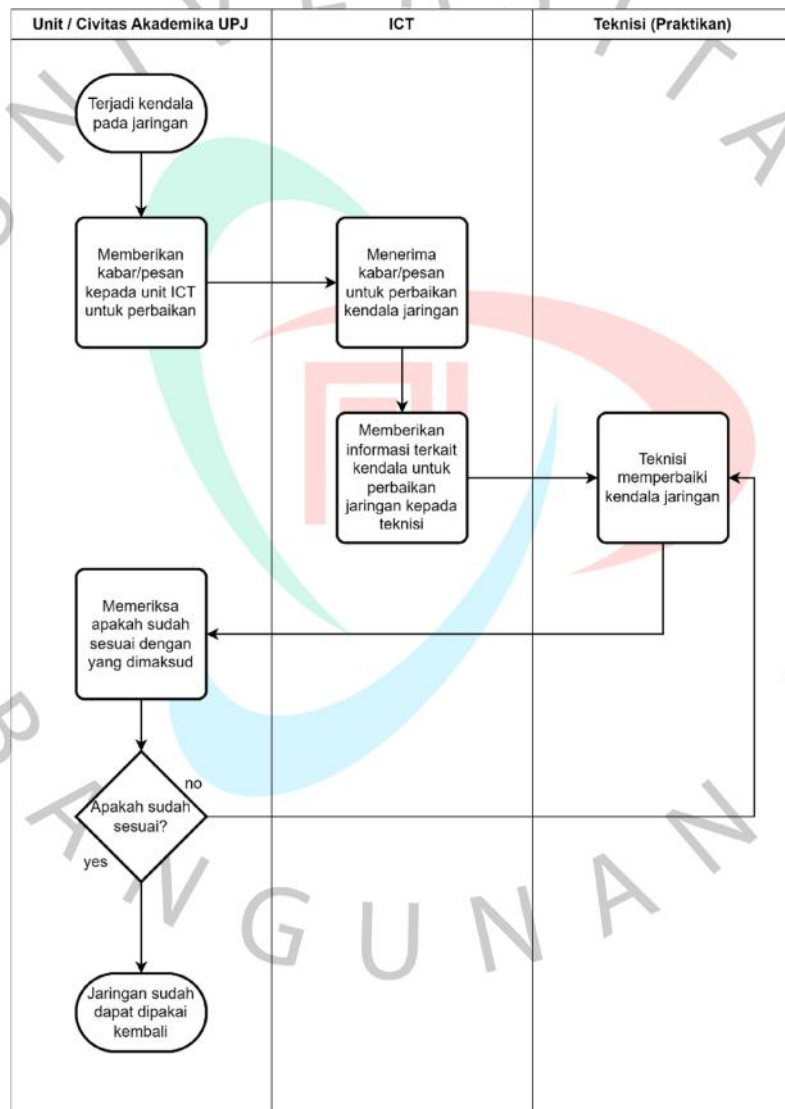 Unit / Civitas Akademika UPJ
ICT
Teknisi (Praktikan)
Terjadi kendala
pada jaringan
Memberikan
kabar/pesan
kepada unit ICT
untuk perbaikan
Menerima
kabar/pesan
untuk perbaikan
kendala jaringan
Memberikan
informasi terkait
kendala untuk
perbaikan
jaringan kepada
teknisi
Teknisi
memperbaiki
kendala jaringan
Memeriksa
apakah sudah
sesuai dengan
yang dimaksud
no
Apakah sudah
sesuai?
yes
Jaringan sudah
dapat dipakai
kembali
BANGUNAN